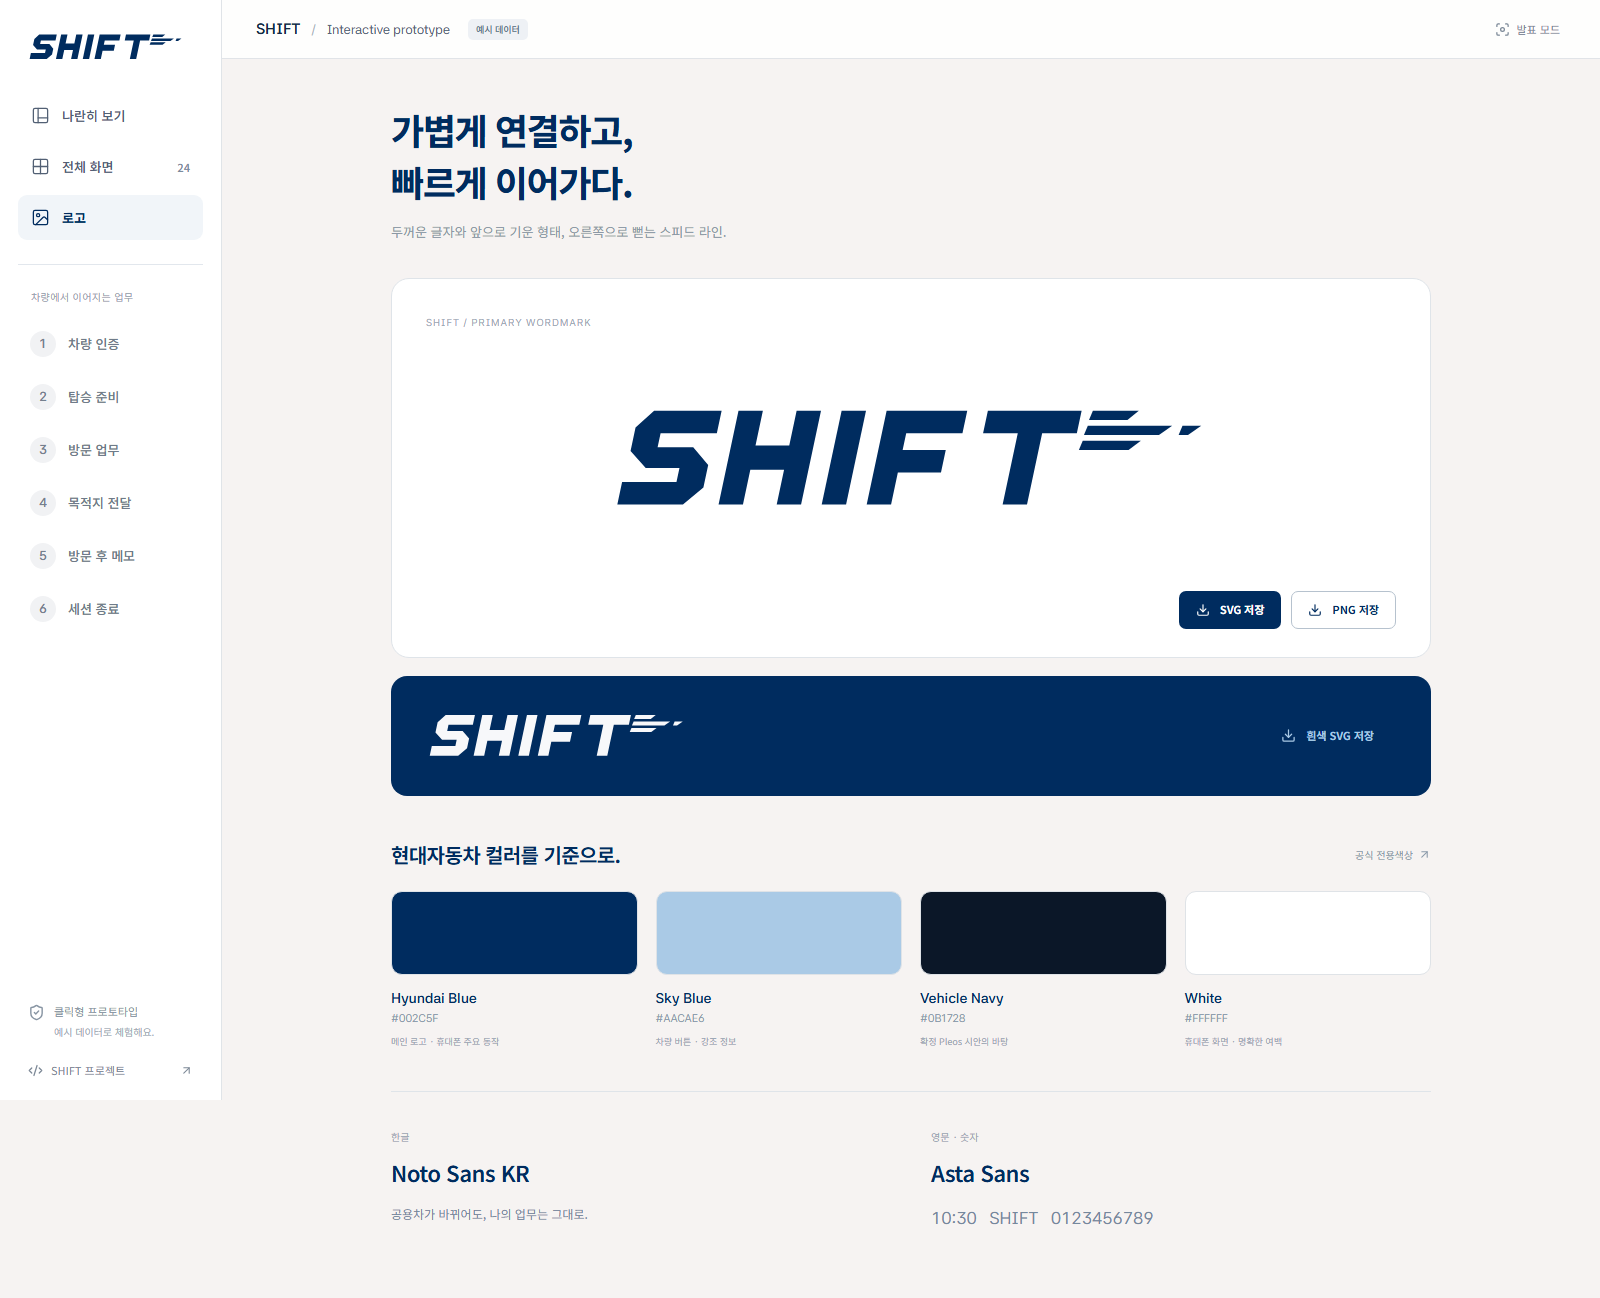 SHIFT
나란히 보기
전체 화면 24
로고
차량에서 이어지는 업무
1 차량 인증
2 탑승 준비
3 방문 업무
4 목적지 전달
5 방문 후 메모
6 세션 종료
클릭형 프로토타입
예시 데이터로 체험해요.
SHIFT 프로젝트
SHIFT / Interactive prototype 예시 데이터
발표 모드
가볍게 연결하고,
빠르게 이어가다.
두꺼운 글자와 앞으로 기운 형태, 오른쪽으로 뻗는 스피드 라인.
SHIFT / PRIMARY WORDMARK
SHIFT
SVG 저장
PNG 저장
SHIFT
흰색 SVG 저장
현대자동차 컬러를 기준으로.
공식 전용색상
Hyundai Blue
#002C5F
메인 로고 · 휴대폰 주요 동작
Sky Blue
#AACAE6
차량 버튼 · 강조 정보
Vehicle Navy
#0B1728
확정 Pleos 시안의 바탕
White
#FFFFFF
휴대폰 화면 · 명확한 여백
한글
Noto Sans KR
공용차가 바뀌어도, 나의 업무는 그대로.
영문 · 숫자
Asta Sans
10:30 SHIFT 0123456789